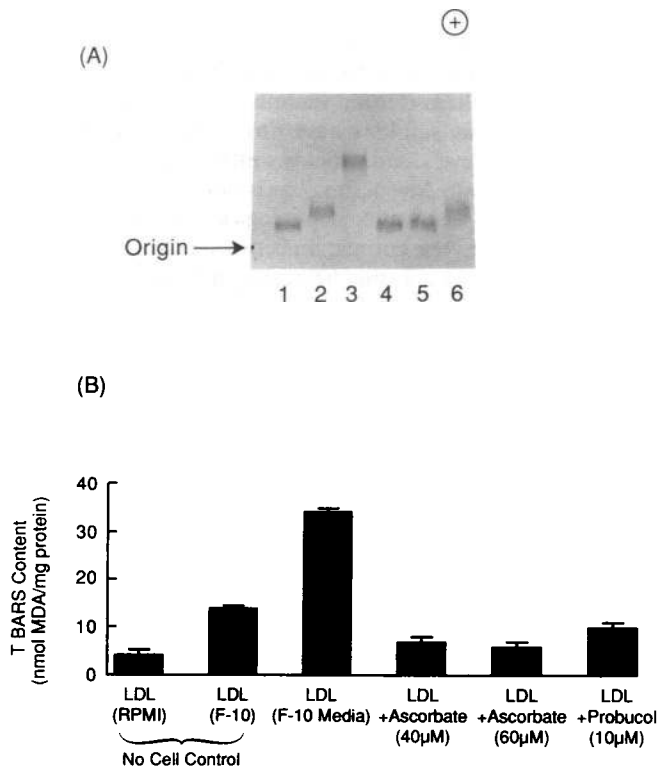 +
(A)
Origin
1 2 3 4 5 6
(B)
T BARS Content
(nmol MDA/mg protein)
40
30
20
10
0
LDL
(RPMI)
LDL
(F-10)
LDL
(F-10 Media)
LDL
+Ascorbate
(40µM)
LDL
+Ascorbate
(60µM)
LDL
+Probucol
(10µM)
No Cell Control